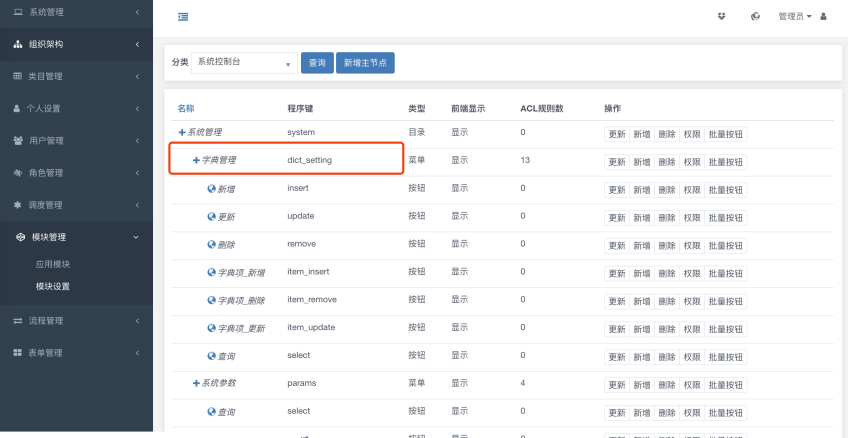 系统管理
组织架构
类目管理
个人设置
用户管理
角色管理
调度管理
模块管理
应用模块
模块设置
流程管理
表单管理
管理员
分类 系统控制台 查询 新增主节点
名称 程序键 类型 前端显示 ACL规则数 操作
系统管理 system 目录 显示 0 更新 新增 删除 权限 批量按钮
字典管理 dict_setting 菜单 显示 13 更新 新增 删除 权限 批量按钮
新增 insert 按钮 显示 0 更新 新增 删除 权限 批量按钮
更新 update 按钮 显示 0 更新 新增 删除 权限 批量按钮
删除 remove 按钮 显示 0 更新 新增 删除 权限 批量按钮
字典项_新增 item_insert 按钮 显示 0 更新 新增 删除 权限 批量按钮
字典项_删除 item_remove 按钮 显示 0 更新 新增 删除 权限 批量按钮
字典项_更新 item_update 按钮 显示 0 更新 新增 删除 权限 批量按钮
查询 select 按钮 显示 0 更新 新增 删除 权限 批量按钮
系统参数 params 菜单 显示 4 更新 新增 删除 权限 批量按钮
查询 select 按钮 显示 0 更新 新增 删除 权限 批量按钮